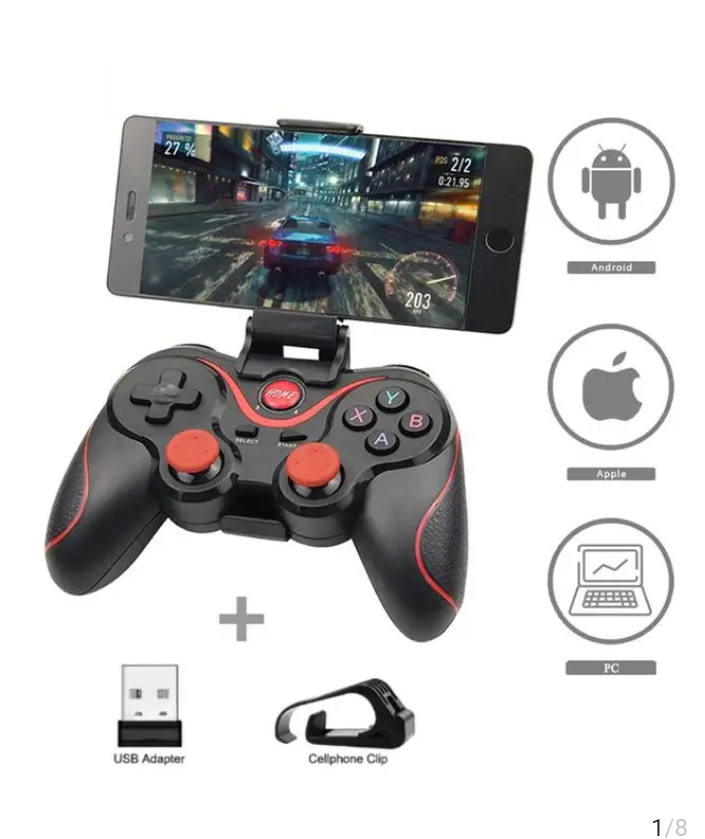 PROGRESS
27 %
POS 2/2
0:21.95
203
HOME
SELECT
START
Y
X
B
A
Android
Apple
PC
USB Adapter
Cellphone Clip
1/8